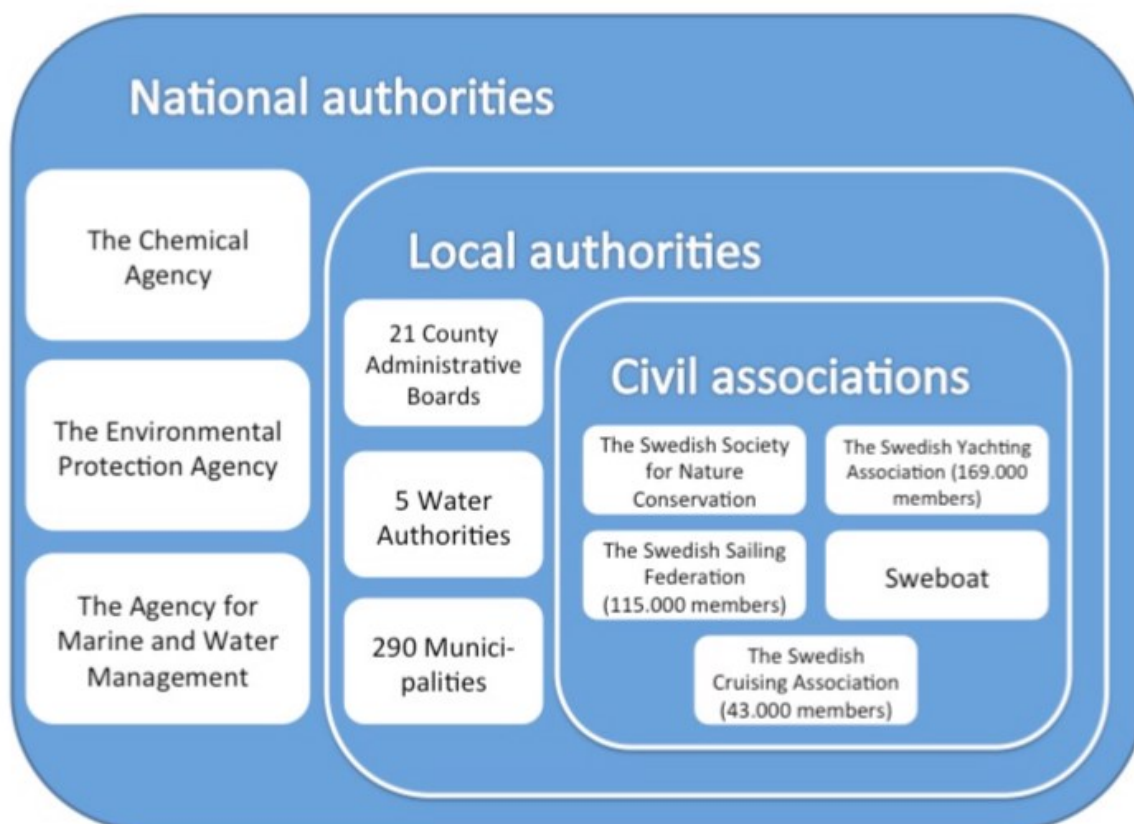 National authorities
The Chemical
Agency
The Environmental
Protection Agency
The Agency for
Marine and Water
Management
Local authorities
21 County
Administrative
Boards
5 Water
Authorities
290 Munici-
palities
Civil associations
The Swedish Society
for Nature
Conservation
The Swedish Yachting
Association (169.000
members)
The Swedish Sailing
Federation
(115.000 members)
Sweboat
The Swedish
Cruising Association
(43.000 members)